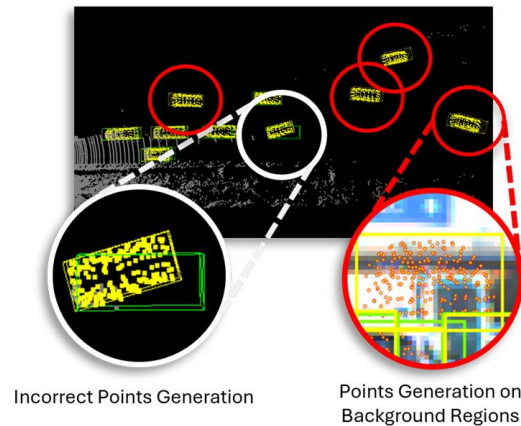 Incorrect Points Generation
Points Generation on
Background Regions